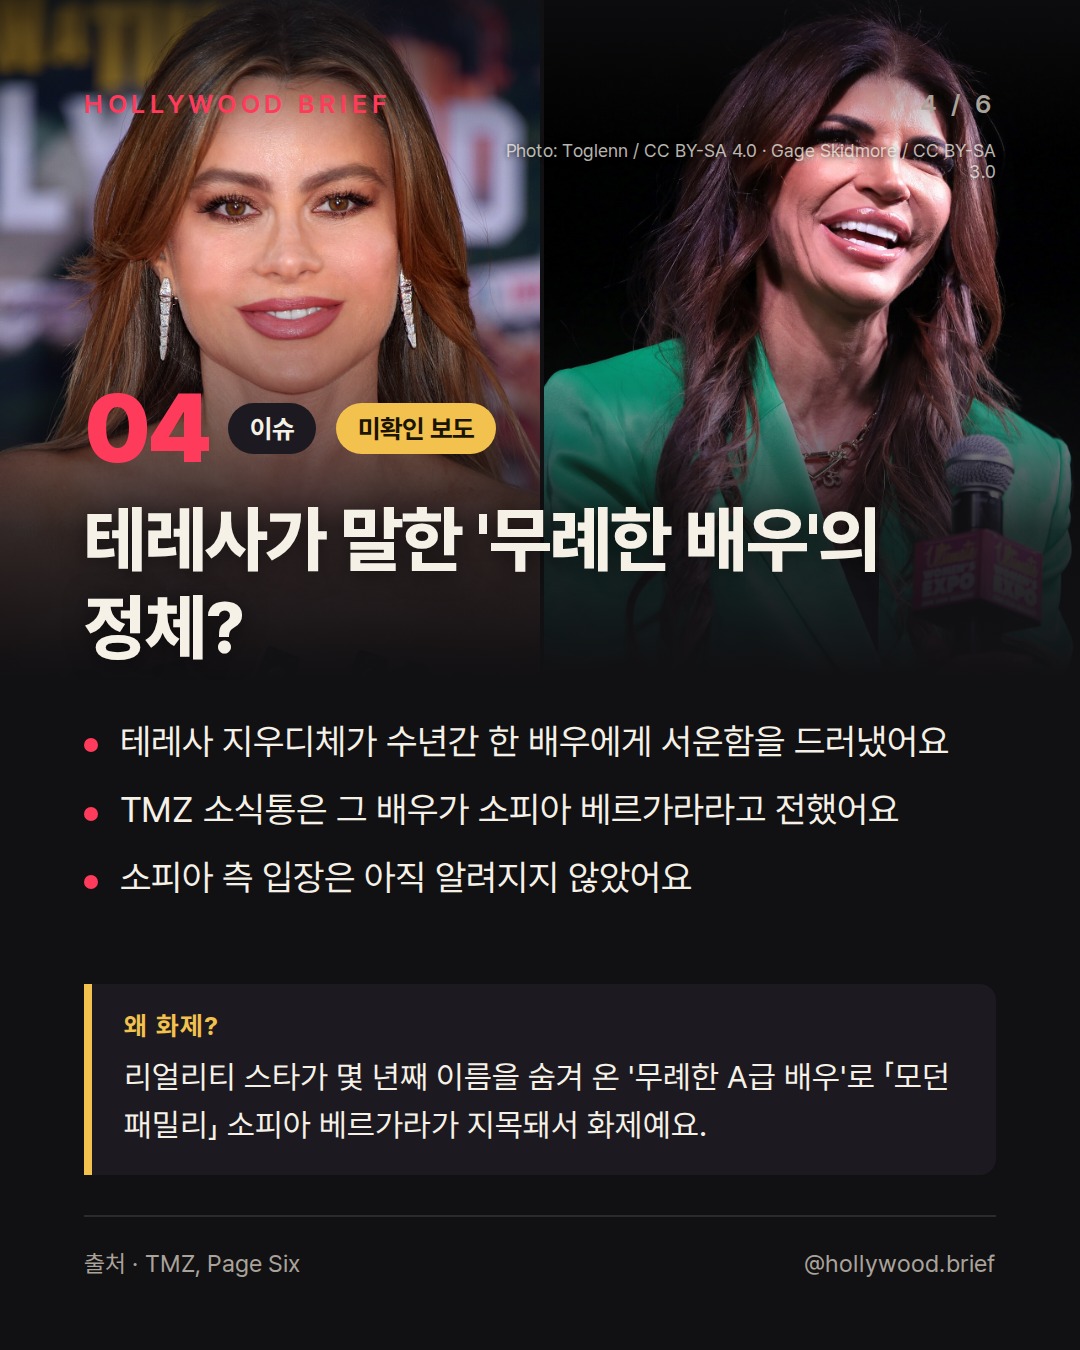 HOLLYWOOD BRIEF
4 / 6
Photo: Toglenn / CC BY-SA 4.0 · Gage Skidmore / CC BY-SA
3.0
04
이슈
미확인 보도
테레사가 말한 '무례한 배우'의
정체?
테레사 지우디체가 수년간 한 배우에게 서운함을 드러냈어요
TMZ 소식통은 그 배우가 소피아 베르가라라고 전했어요
소피아 측 입장은 아직 알려지지 않았어요
왜 화제?
리얼리티 스타가 몇 년째 이름을 숨겨 온 '무례한 A급 배우'로 「모던
패밀리」 소피아 베르가라가 지목돼서 화제예요.
출처 · TMZ, Page Six
@hollywood.brief
EXPO
EXPO